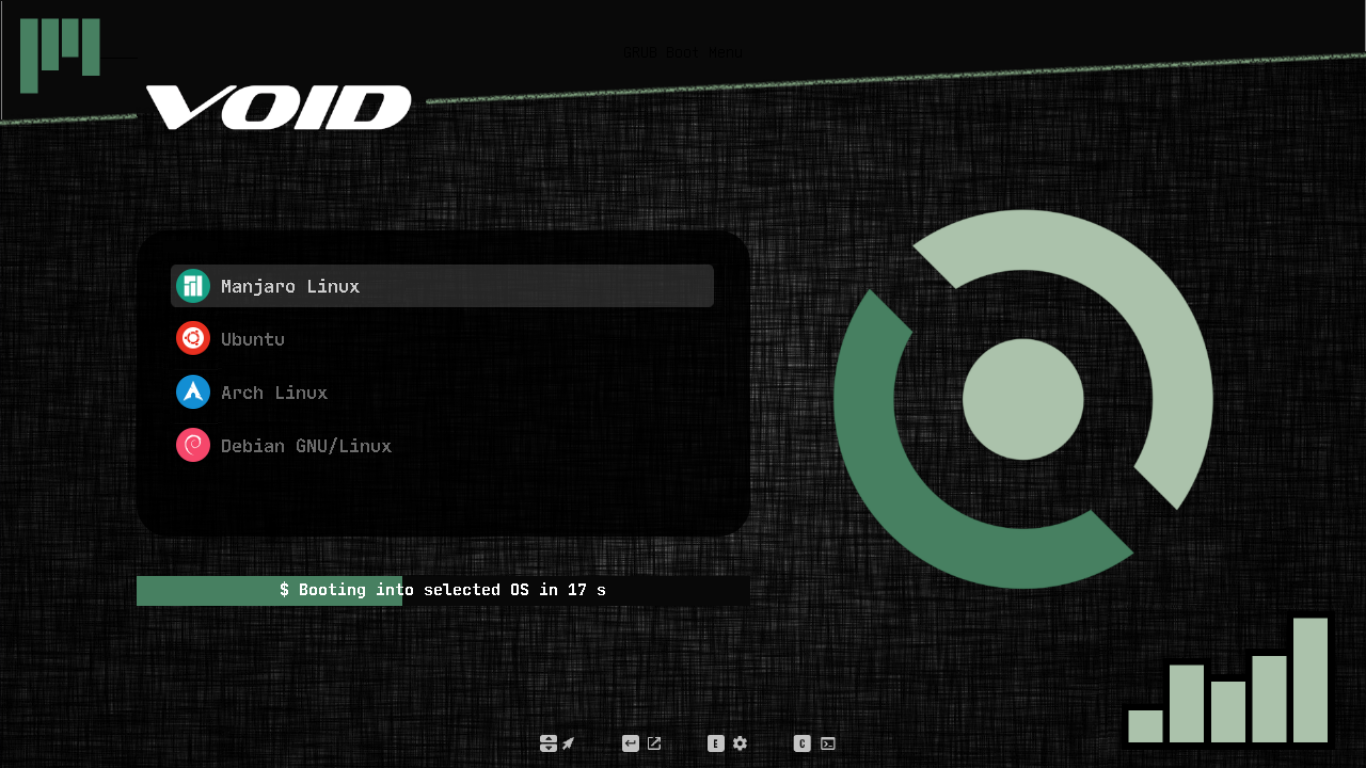 GRUB Boot Menu
VOID
Manjaro Linux
Ubuntu
Arch Linux
Debian GNU/Linux
$ Booting into selected OS in 17 s
E
C